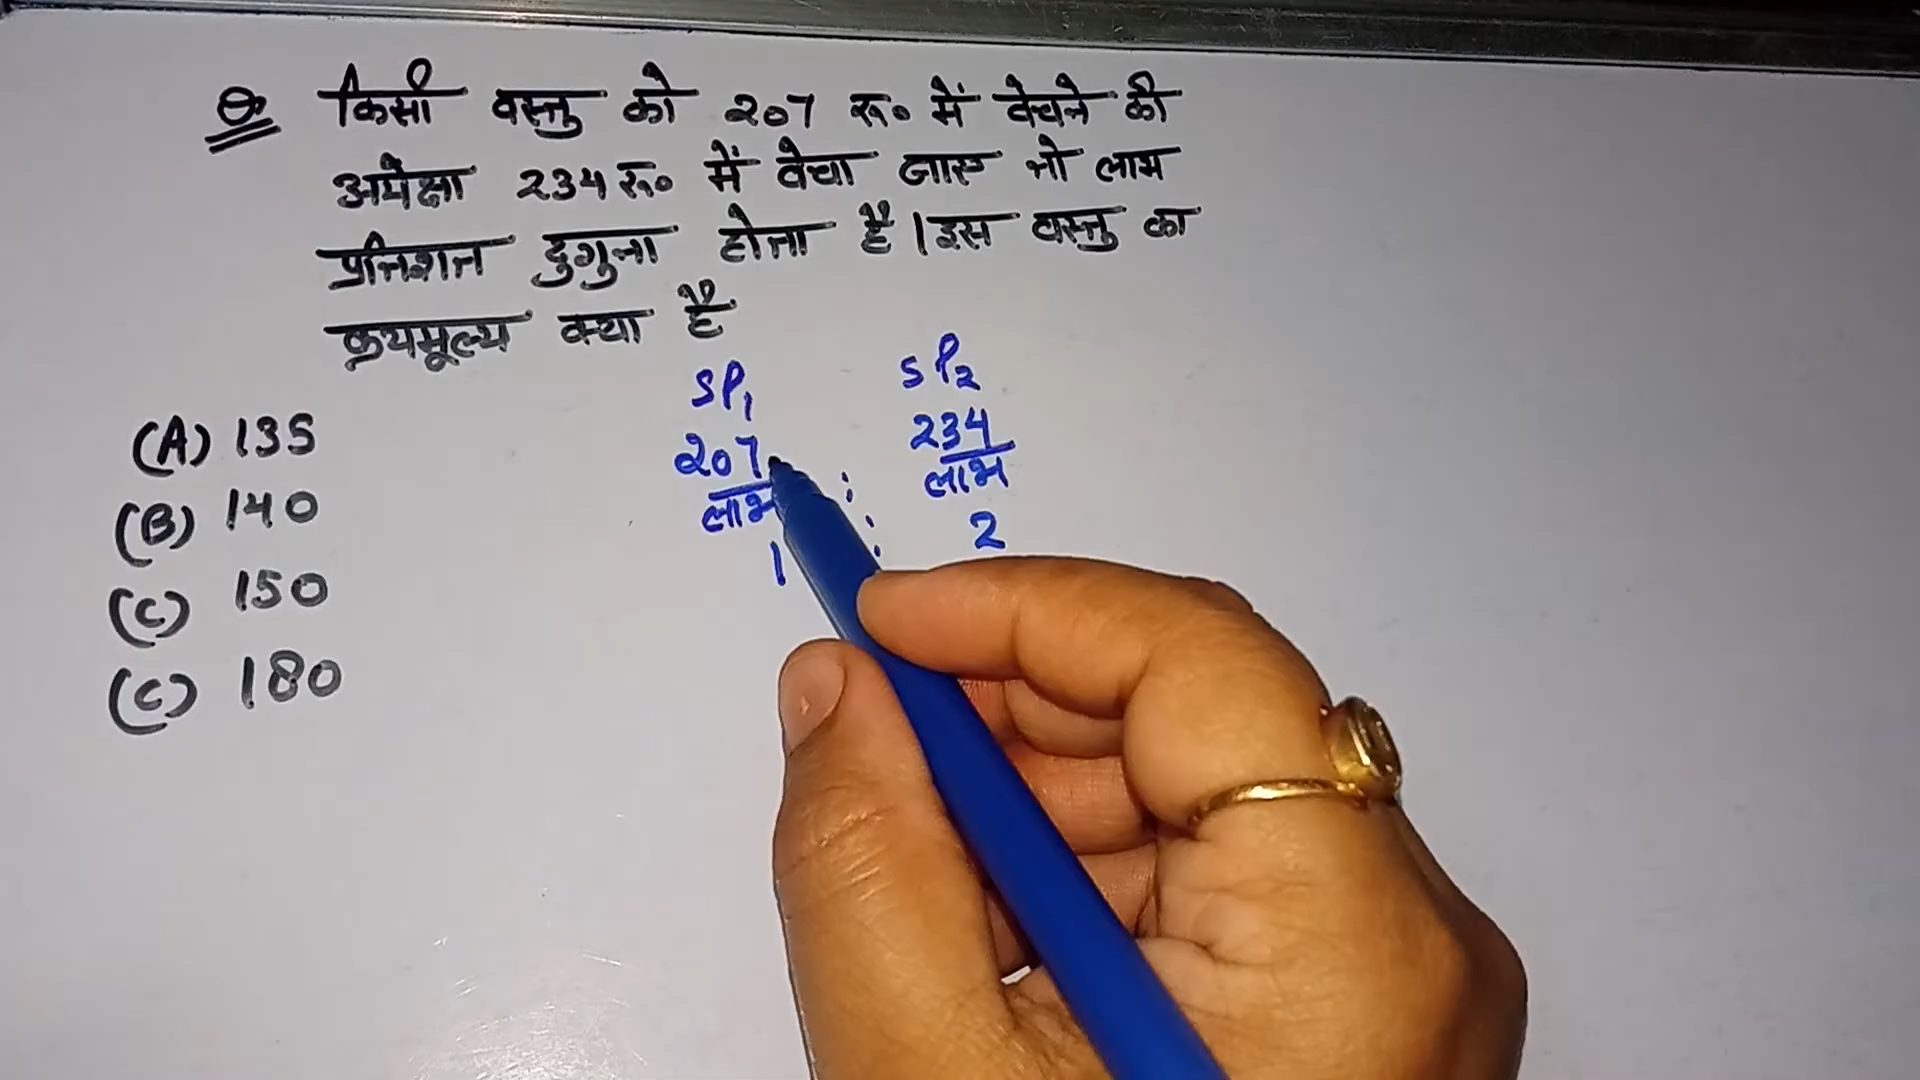 Q किसी वस्तु को 207 रू० में बेचने की
अपेक्षा 234 रू० में बेचा जाए तो लाभ
प्रतिशत दुगुना होता है । इस वस्तु का
क्रयमूल्य क्या है
(A) 135
(B) 140
(C) 150
(C) 180
SP₁ SP₂
207 234
लाभ : लाभ
1 : 2